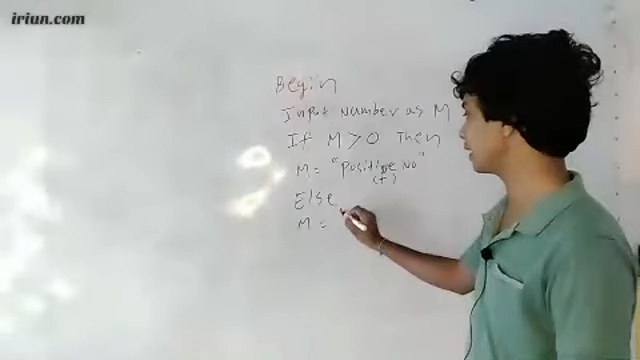 iriun.com
Begin
Input Number as M
If M > 0 Then
M = "Positive No"
(+)
Else
M =